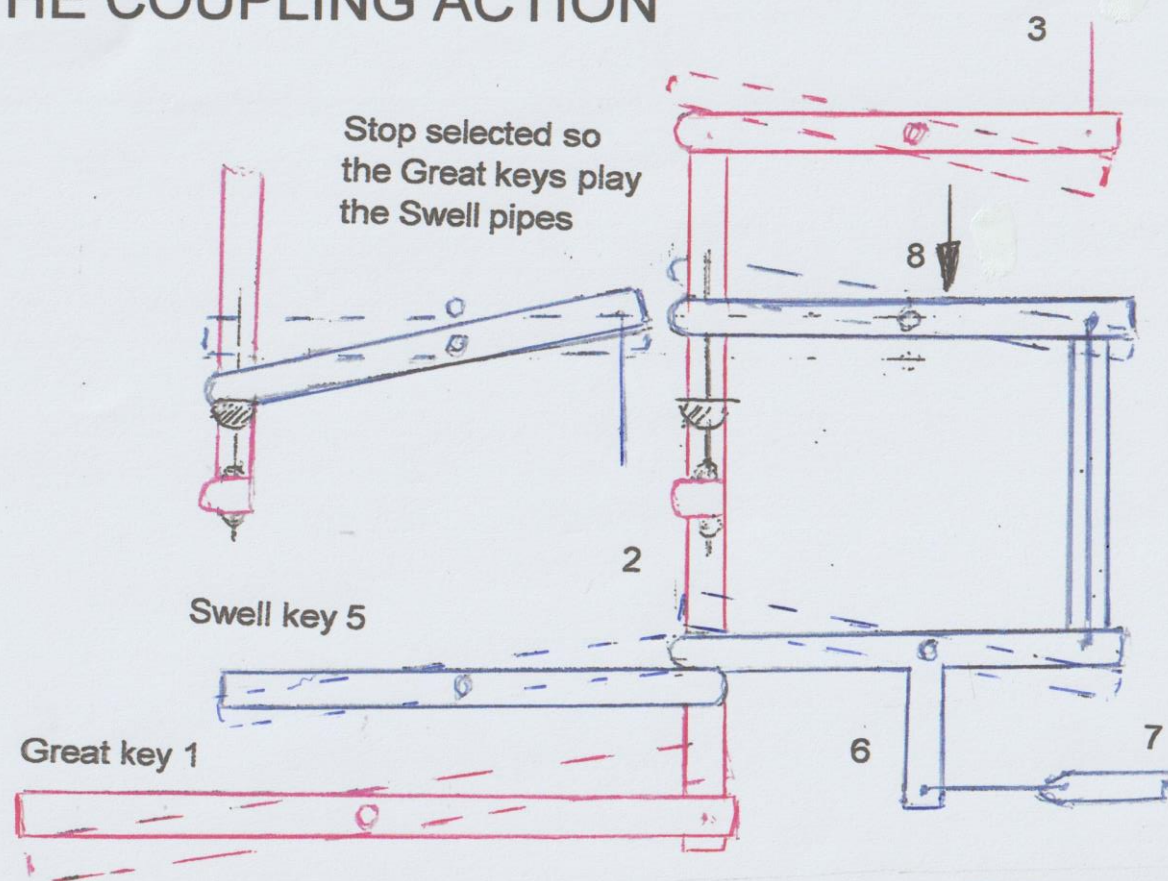 THE COUPLING ACTION
3
Stop selected so
the Great keys play
the Swell pipes
8
2
Swell key 5
Great key 1
6
7